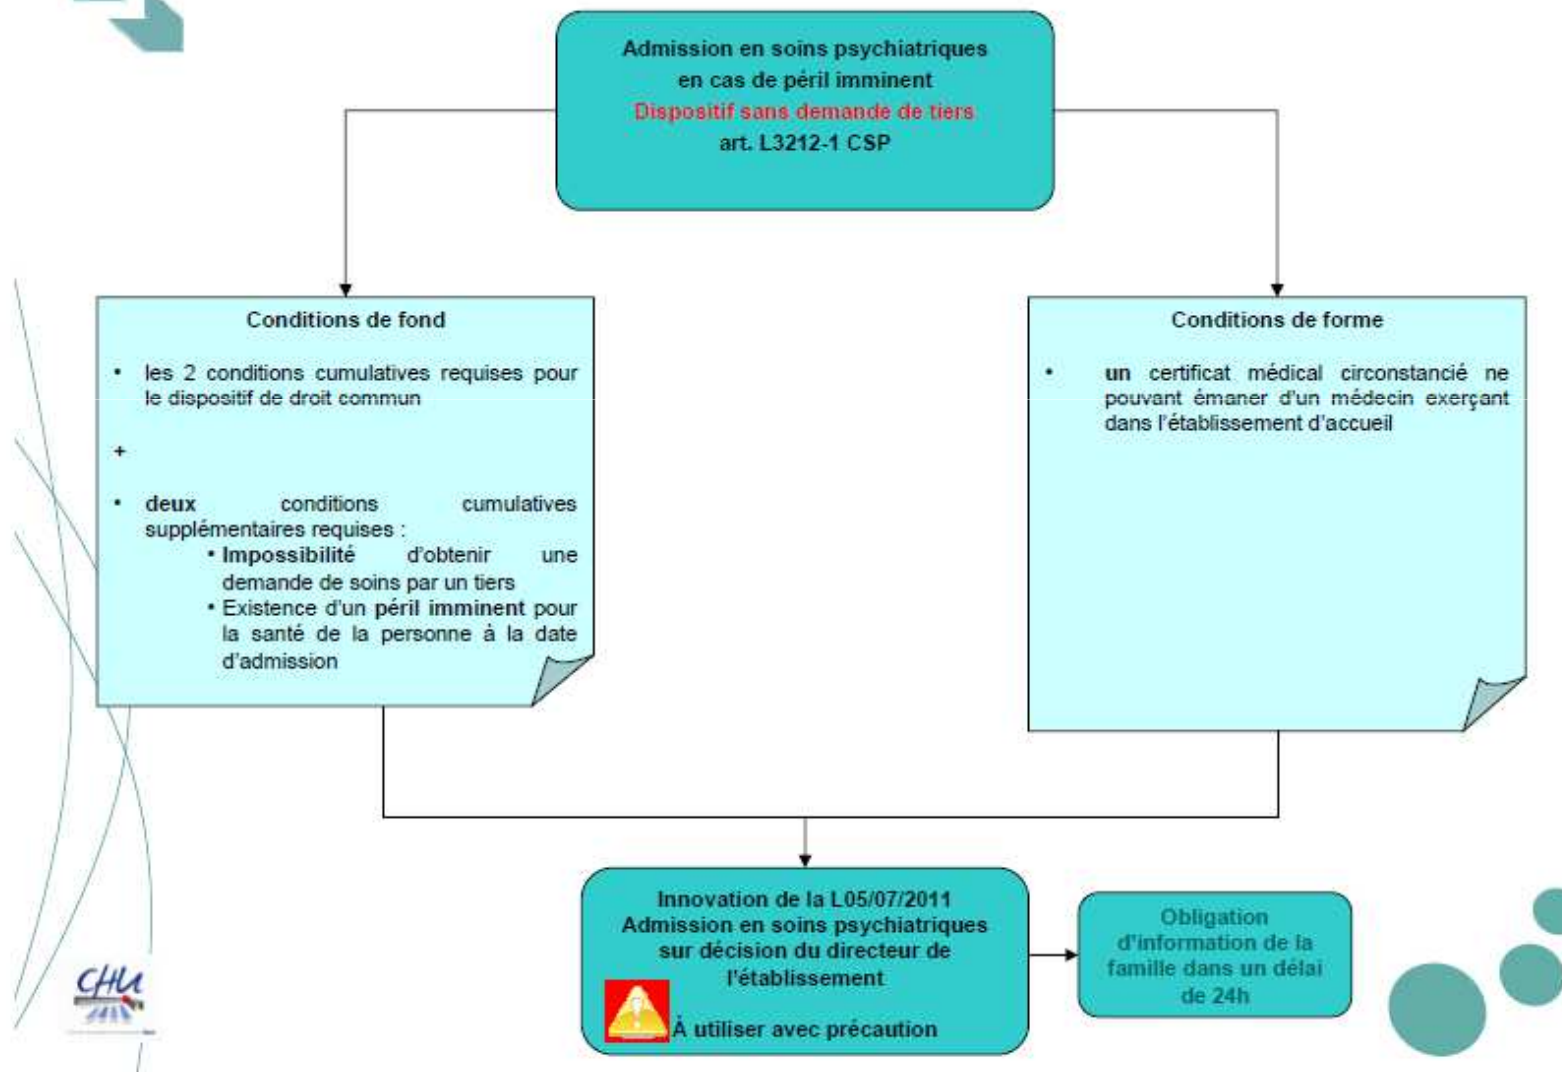 Admission en soins psychiatriques
en cas de péril imminent
Dispositif sans demande de tiers
art. L3212-1 CSP
Conditions de fond
• les 2 conditions cumulatives requises pour
le dispositif de droit commun
+
• deux conditions cumulatives
supplémentaires requises :
• Impossibilité d'obtenir une
demande de soins par un tiers
• Existence d'un péril imminent pour
la santé de la personne à la date
d'admission
Conditions de forme
• un certificat médical circonstancié ne
pouvant émaner d'un médecin exerçant
dans l'établissement d'accueil
Innovation de la L05/07/2011
Admission en soins psychiatriques
sur décision du directeur de
l'établissement
À utiliser avec précaution
Obligation
d'information de la
famille dans un délai
de 24h
CHU